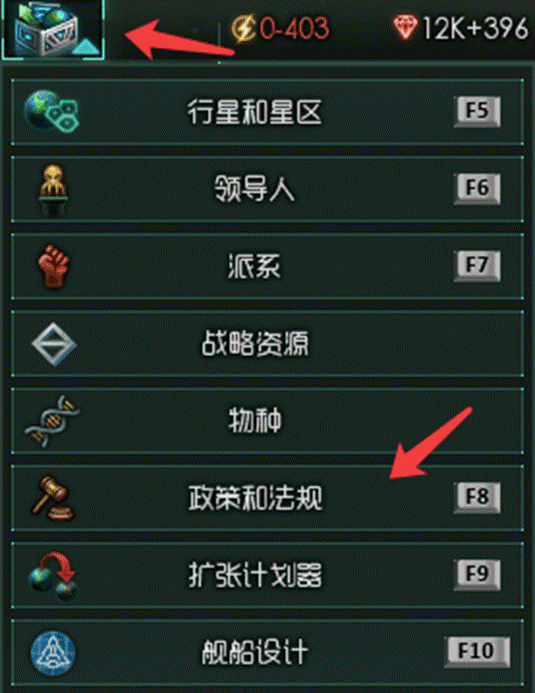 0-403 12K+396
行星和星区 F5
领导人 F6
派系 F7
战略资源
物种
政策和法规 F8
扩张计划器 F9
舰船设计 F10